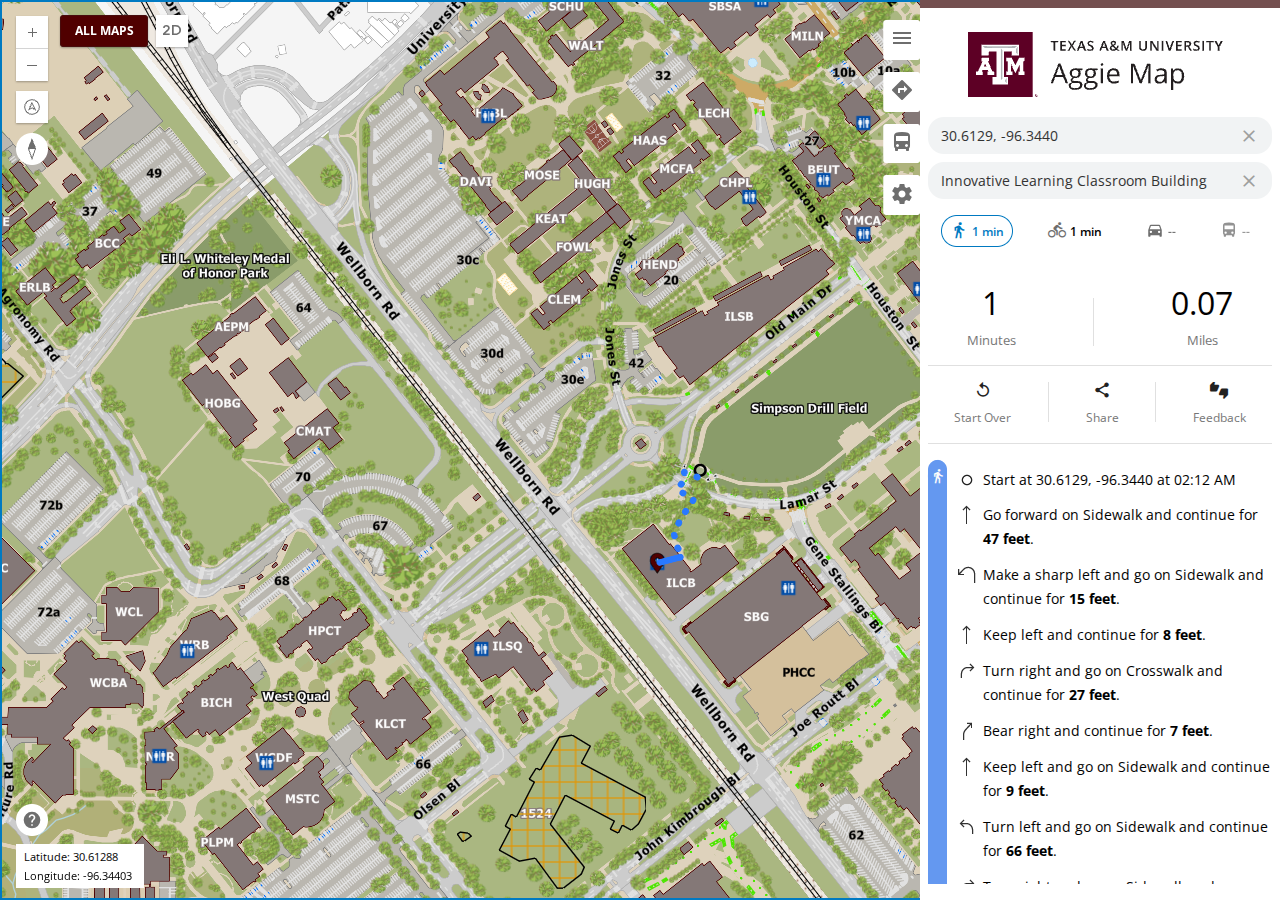 ALL MAPS
2D
University
SCHU
WALT
SBSA
MILN
10b
32
LECH
HAAS
27
BEUT
MCFA
CHPL
Houston St
YMCA
DAVI
MOSE
HUGH
KEAT
FOWL
Jones St
HEND
20
CLEM
30c
49
37
BCC
ERLB
Agronomy Rd
Eli L. Whiteley Medal
of Honor Park
Wellborn Rd
64
AEPM
30d
30e
Jones St
42
ILSB
Old Main Dr
Houston St
HOBG
CMAT
Simpson Drill Field
70
Wellborn Rd
Lamar St
72b
67
68
ILCB
Gene Stallings Bl
SBG
PHCC
72a
WCL
WRB
HPCT
ILSQ
WCBA
BICH
West Quad
KLCT
Wellborn Rd
Joe Routt Bl
66
MSTC
Olsen Bl
1524
John Kimbrough Bl
62
PLPM
Latitude: 30.61288
Longitude: -96.34403
TEXAS A&M UNIVERSITY
Aggie Map
30.6129, -96.3440
Innovative Learning Classroom Building
1 min
1 min
--
--
1
Minutes
0.07
Miles
Start Over
Share
Feedback
Start at 30.6129, -96.3440 at 02:12 AM
Go forward on Sidewalk and continue for
47 feet.
Make a sharp left and go on Sidewalk and
continue for 15 feet.
Keep left and continue for 8 feet.
Turn right and go on Crosswalk and
continue for 27 feet.
Bear right and continue for 7 feet.
Keep left and go on Sidewalk and continue
for 9 feet.
Turn left and go on Sidewalk and continue
for 66 feet.